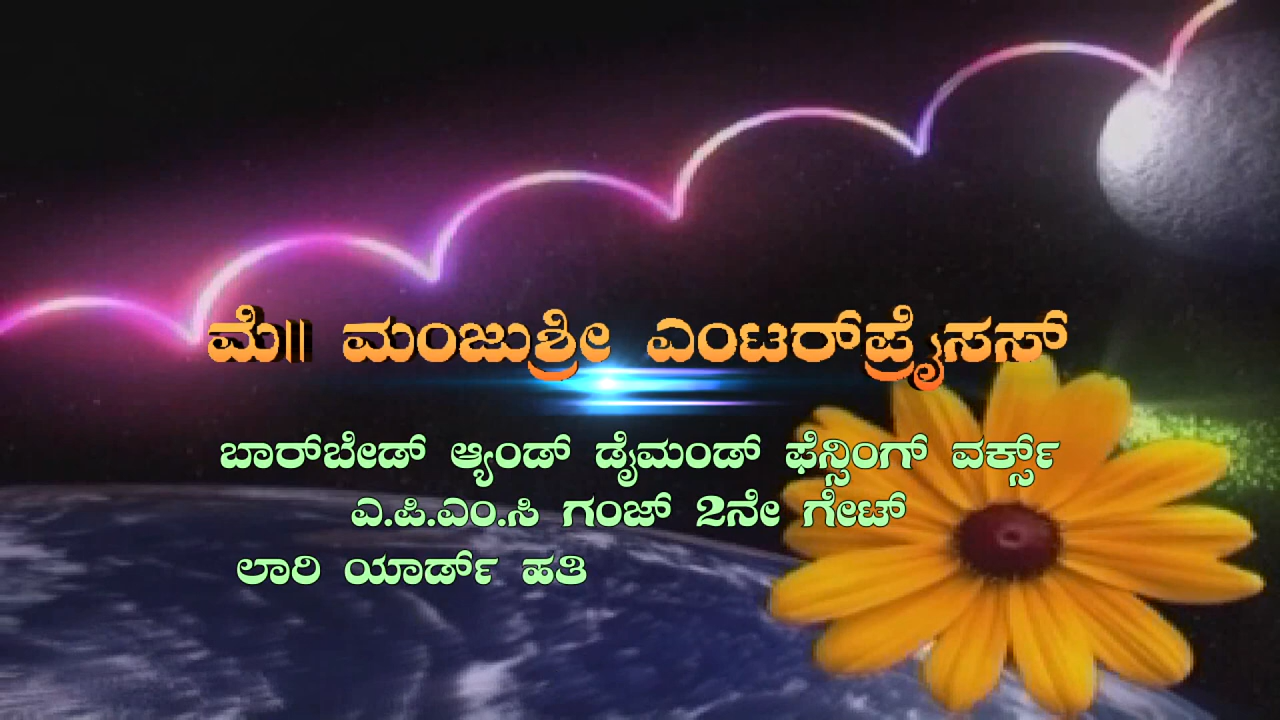 ಮೆ|| ಮಂಜುಶ್ರೀ ಎಂಟರ್‌ಪ್ರೈಸಸ್
ಬಾರ್‌ಬೇಡ್ ಆ್ಯಂಡ್ ಡೈಮಂಡ್ ಫೆನ್ಸಿಂಗ್ ವರ್ಕ್ಸ್
ಎ.ಪಿ.ಎಂ.ಸಿ ಗಂಜ್ 2ನೇ ಗೇಟ್
ಲಾರಿ ಯಾರ್ಡ್ ಹತಿ